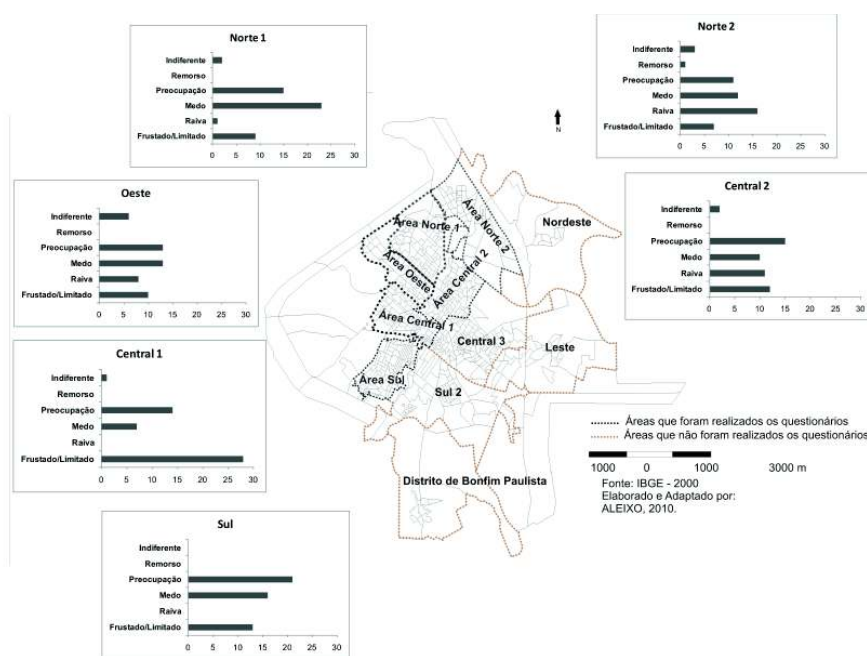 Norte 1
Indiferente
Remorso
Preocupação
Medo
Raiva
Frustado/Limitado
0 5 10 15 20 25 30
Norte 2
Indiferente
Remorso
Preocupação
Medo
Raiva
Frustado/Limitado
0 5 10 15 20 25 30
Oeste
Indiferente
Remorso
Preocupação
Medo
Raiva
Frustado/Limitado
0 5 10 15 20 25 30
Central 2
Indiferente
Remorso
Preocupação
Medo
Raiva
Frustado/Limitado
0 5 10 15 20 25 30
Central 1
Indiferente
Remorso
Preocupação
Medo
Raiva
Frustado/Limitado
0 5 10 15 20 25 30
Sul
Indiferente
Remorso
Preocupação
Medo
Raiva
Frustado/Limitado
0 5 10 15 20 25 30
N
Área Norte 1
Área Norte 2
Nordeste
Área Oeste
Área Central 2
Área Central 1
Central 3
Leste
Área Sul
Sul 2
Distrito de Bonfim Paulista
Áreas que foram realizados os questionários
Áreas que não foram realizados os questionários
1000 0 1000 3000 m
Fonte: IBGE - 2000
Elaborado e Adaptado por:
ALEIXO, 2010.